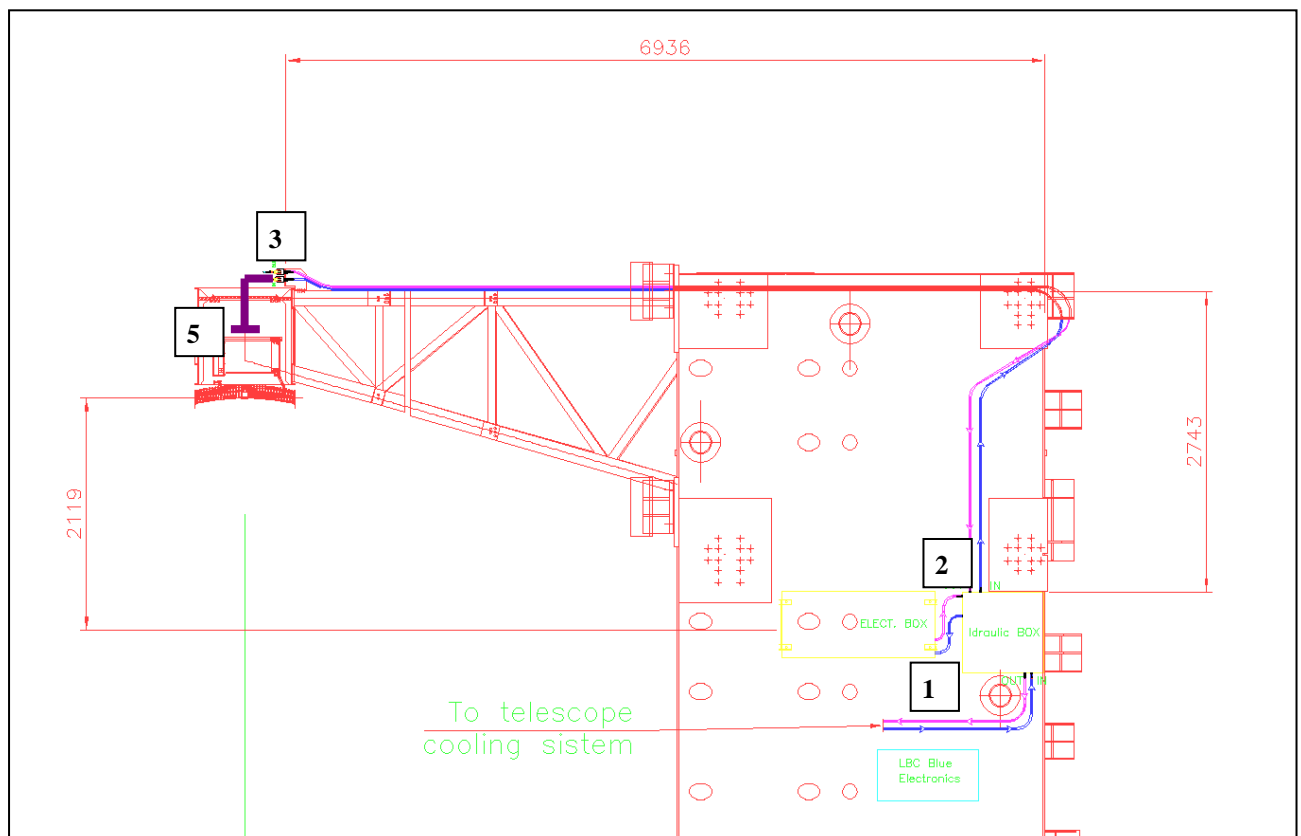 6936
3
5
2743
2119
2
IN
ELECT. BOX
Idraulic BOX
1
OUT IN
To telescope
cooling sistem
LBC Blue
Electronics